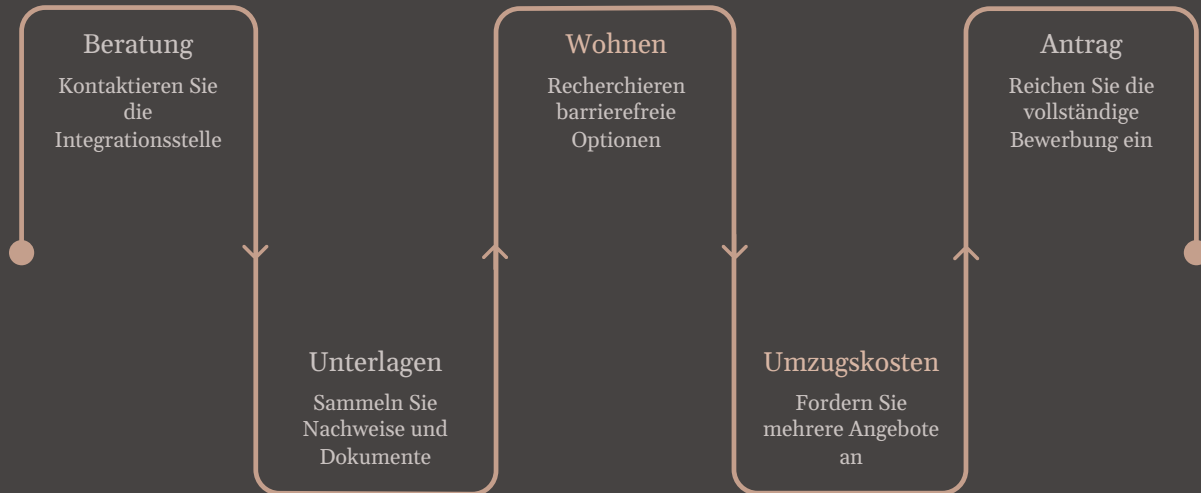 Beratung
Kontaktieren Sie
die
Integrationsstelle
Unterlagen
Sammeln Sie
Nachweise und
Dokumente
Wohnen
Recherchieren
barrierefreie
Optionen
Umzugskosten
Fordern Sie
mehrere Angebote
an
Antrag
Reichen Sie die
vollständige
Bewerbung ein